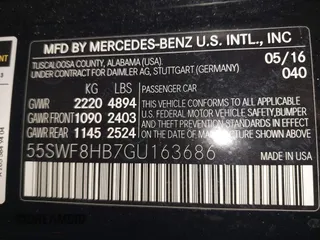 MFD BY MERCEDES-BENZ U.S. INTL., INC
TUSCALOOSA COUNTY, ALABAMA (USA).
UNDER CONTRACT FOR DAIMLER AG, STUTTGART (GERMANY)
05/16
040
KG LBS
GVWR 2220 4894
GAWR FRONT 1090 2403
GAWR REAR 1145 2524
PASSENGER CAR
THIS VEHICLE CONFORMS TO
ALL APPLICABLE U.S. FEDERAL
MOTOR VEHICLE SAFETY,
BUMPER, AND THEFT
PREVENTION STANDARDS IN
EFFECT ON THE DATE OF
MANUFACTURE SHOWN ABOVE.
55SWF8HB7GU163686